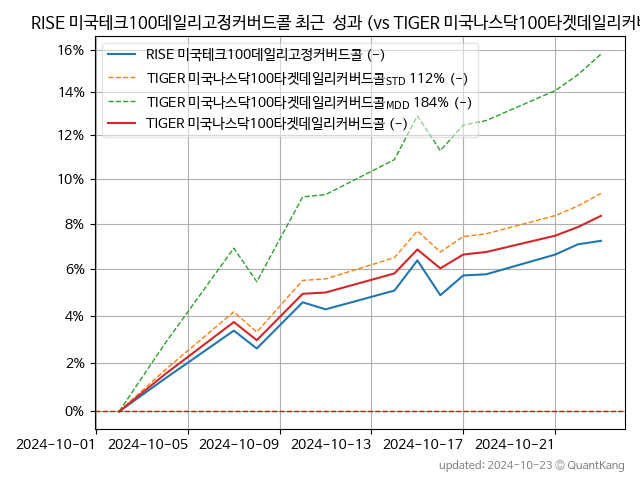 RISE 미국테크100데일리고정커버드콜 최근 성과 (vs TIGER 미국나스닥100타겟데일리커버
RISE 미국테크100데일리고정커버드콜 (-)
TIGER 미국나스닥100타겟데일리커버드콜STD 112% (-)
TIGER 미국나스닥100타겟데일리커버드콜MDD 184% (-)
TIGER 미국나스닥100타겟데일리커버드콜 (-)
16%
14%
12%
10%
8%
6%
4%
2%
0%
2024-10-01 2024-10-05 2024-10-09 2024-10-13 2024-10-17 2024-10-21
updated: 2024-10-23 © QuantKang